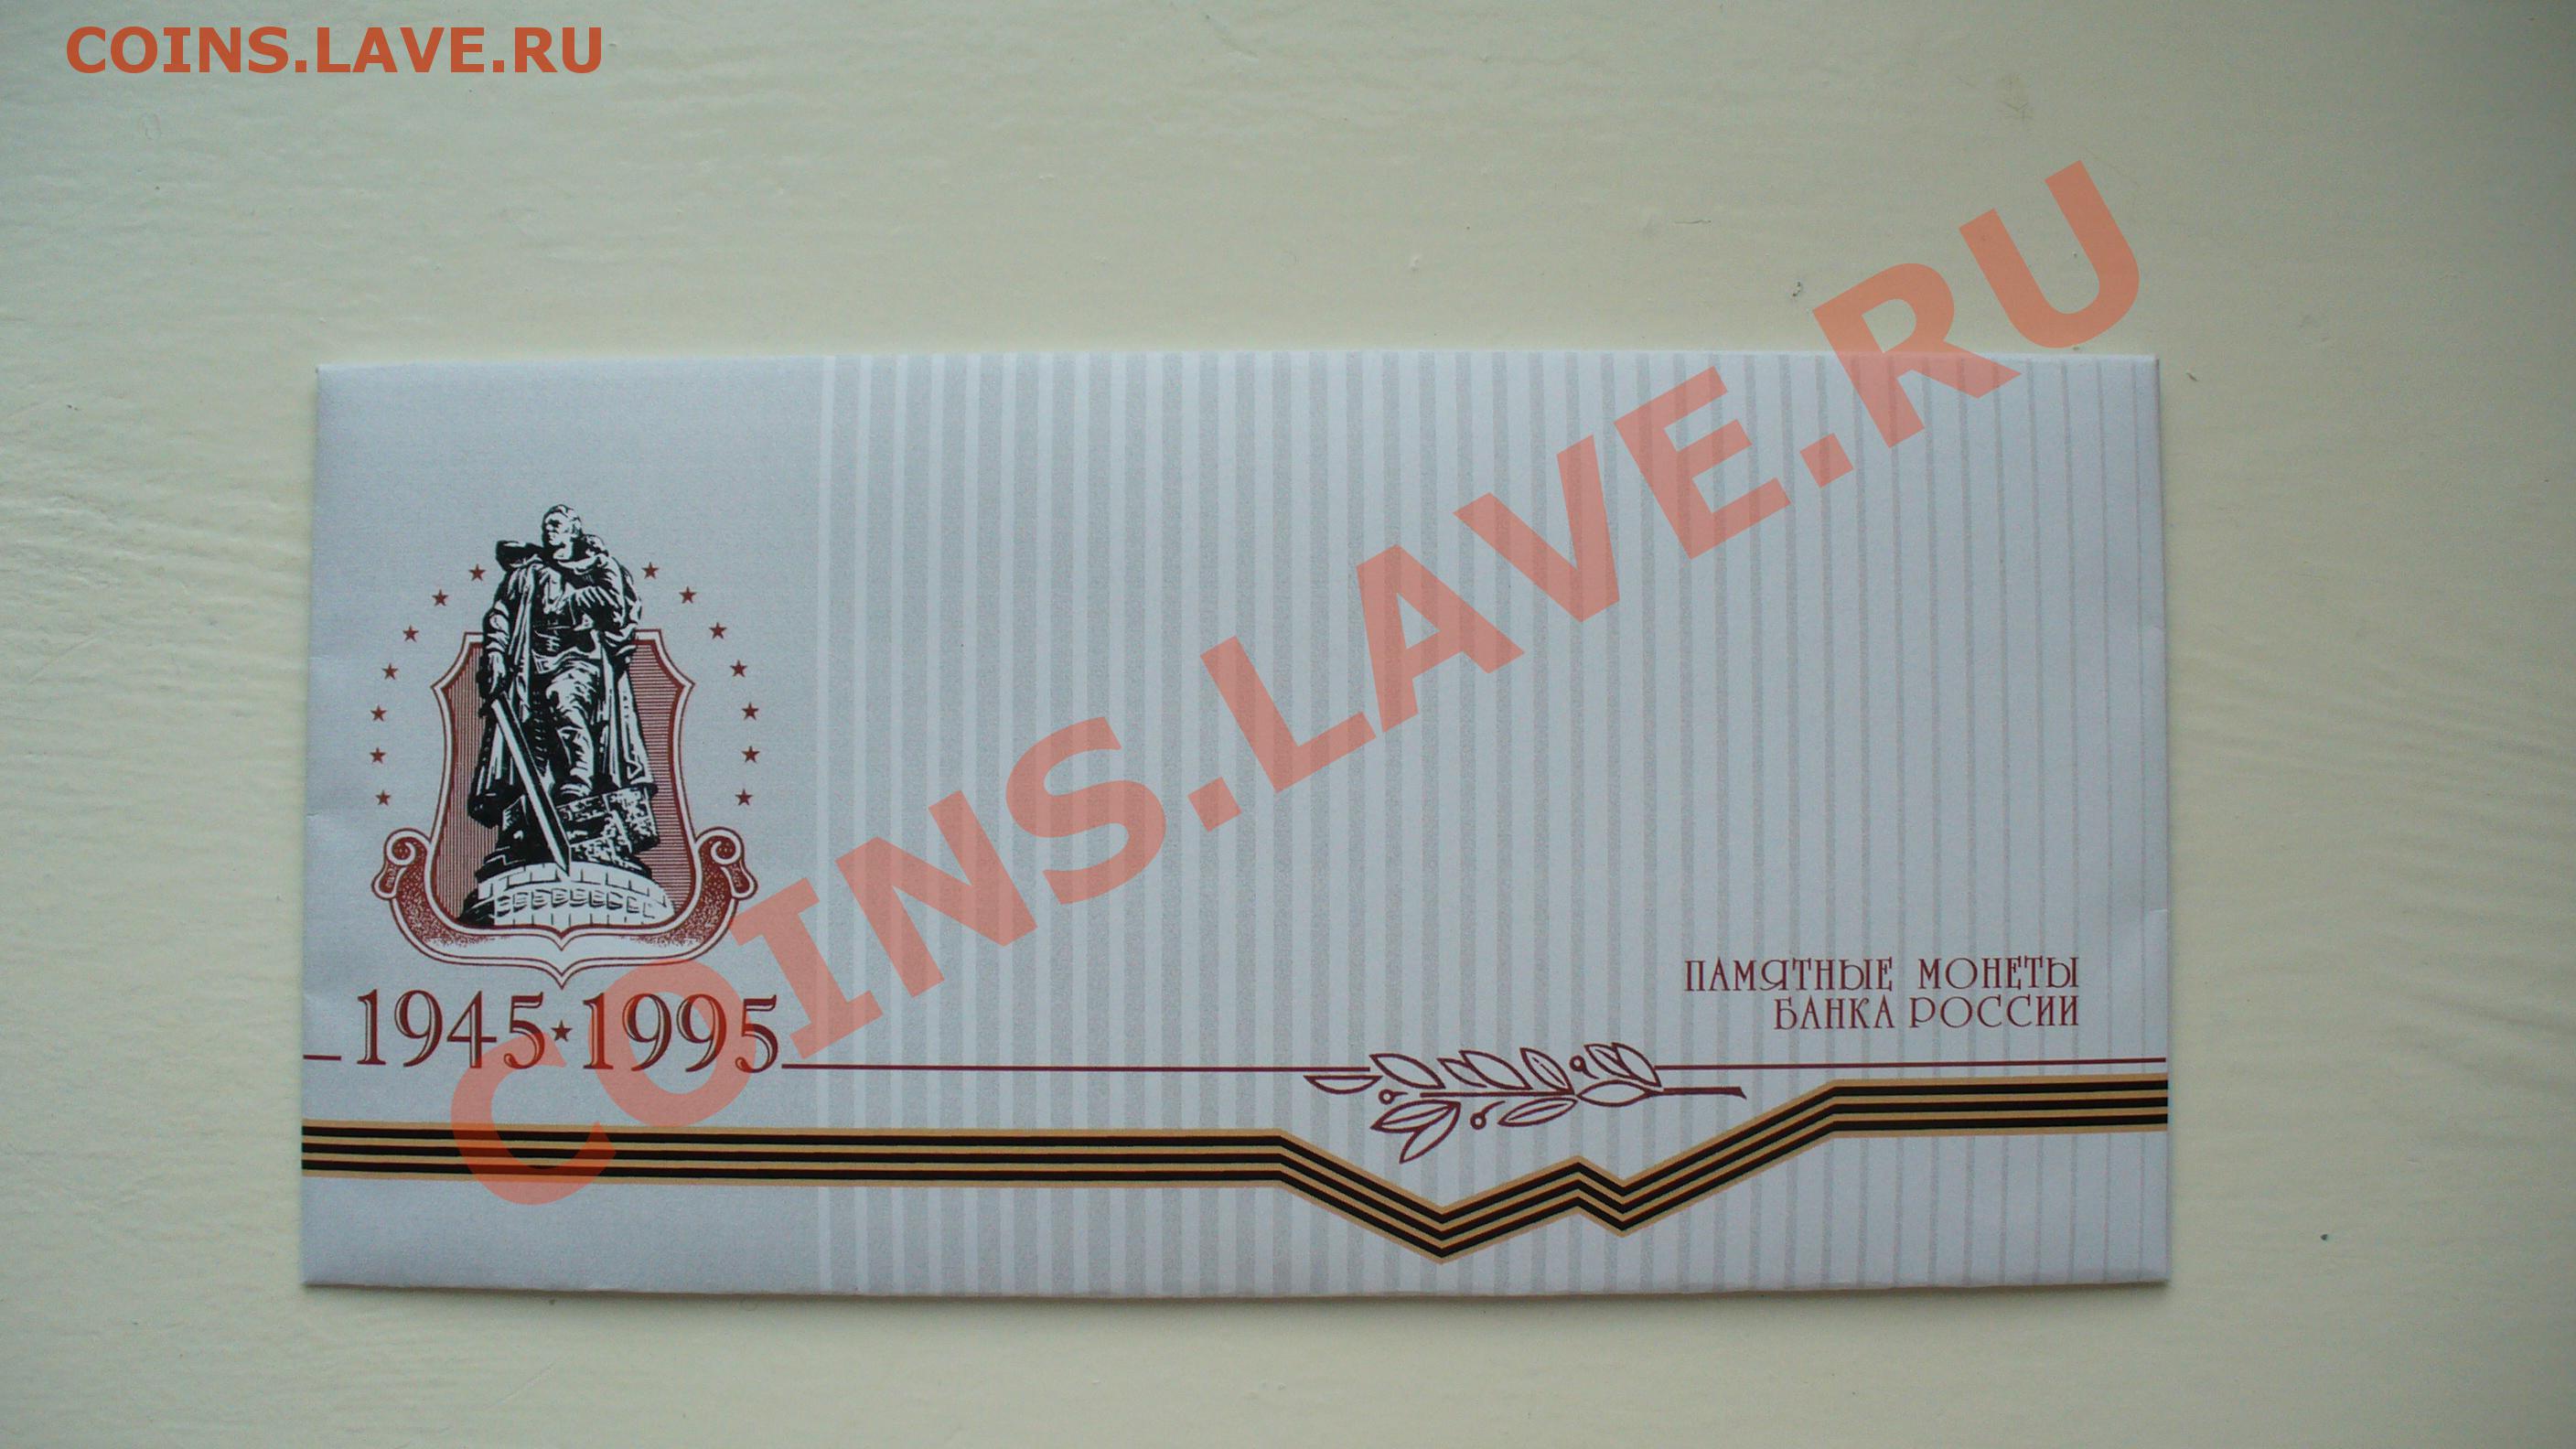 COINS.LAVE.RU
COINS.LAVE.RU
1945★1995
ПАМЯТНЫЕ МОНЕТЫ
БАНКА РОССИИ